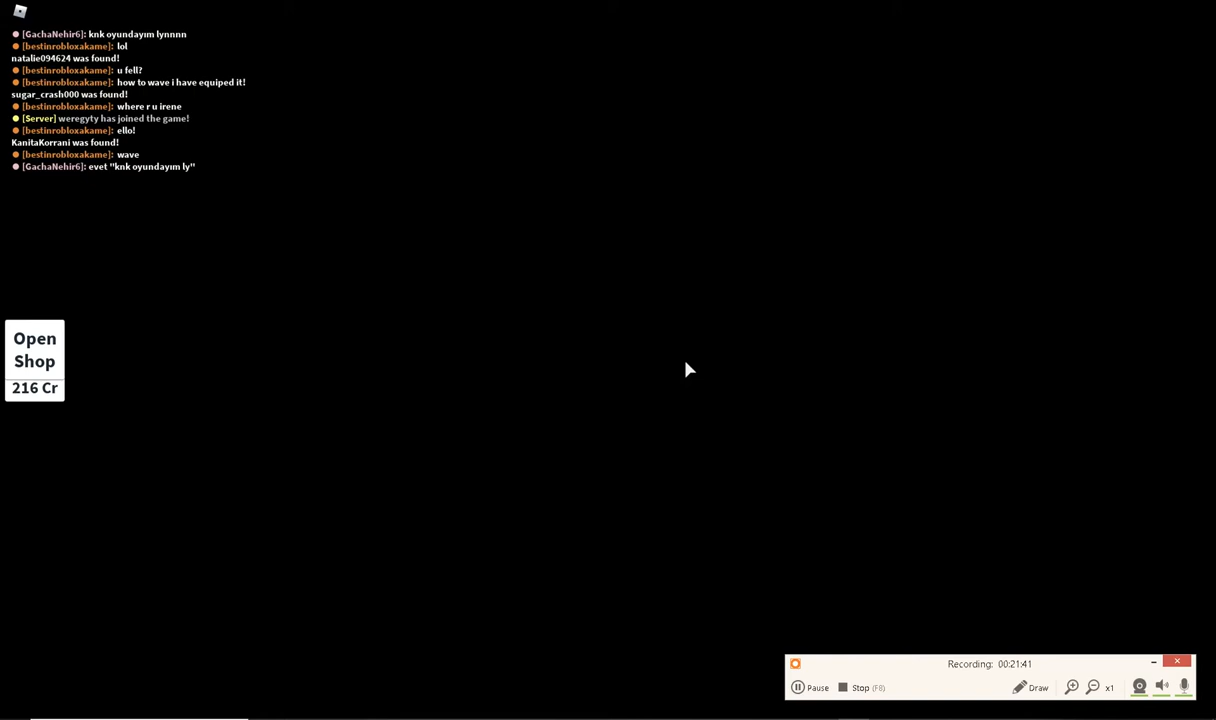 [GachaNehir6]: knk oyundayım lynnnn
[bestinrobloxakame]: lol
natalie094624 was found!
[bestinrobloxakame]: u fell?
[bestinrobloxakame]: how to wave i have equiped it!
sugar_crash000 was found!
[bestinrobloxakame]: where r u irene
[Server] weregyty has joined the game!
[bestinrobloxakame]: ello!
KanitaKorrani was found!
[bestinrobloxakame]: wave
[GachaNehir6]: evet "knk oyundayım ly"
Open
Shop
216 Cr
Recording: 00:21:41
Pause Stop (F8) Draw x1